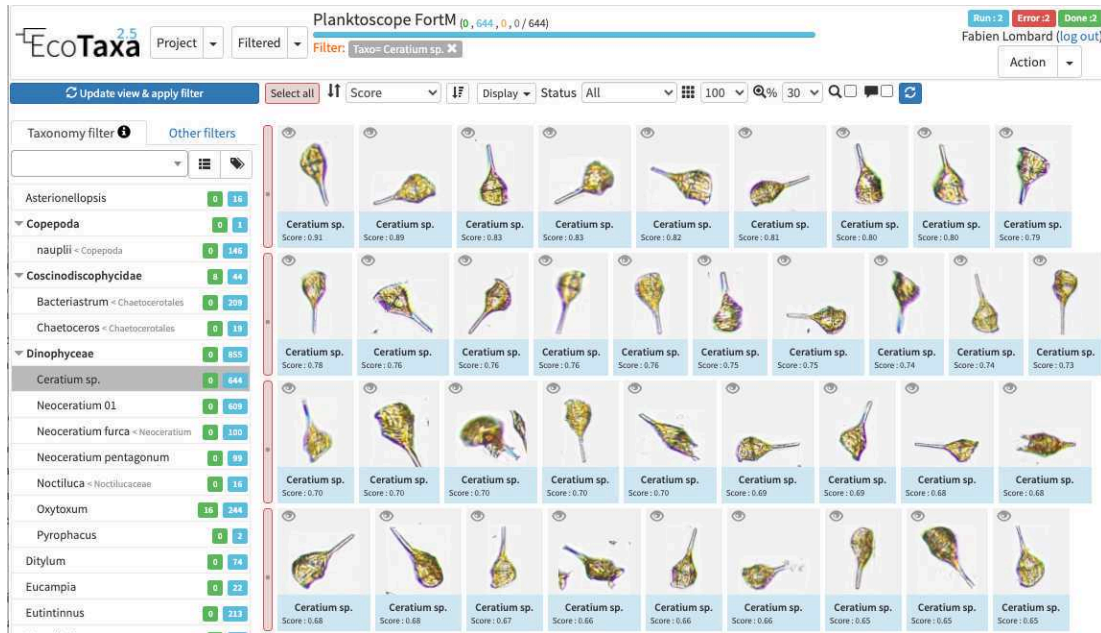 EcoTaxa 2.5
Project
Filtered
Planktoscope FortM (0 , 644 , 0 , 0 / 644)
Filter: Taxo= Ceratium sp.
Run : 2 Error :2 Done :2
Fabien Lombard (log out)
Action
Update view & apply filter
Select all Score Display Status All 100 % 30
Taxonomy filter Other filters
Asterionellopsis 0 16
Copepoda 0 1
nauplii < Copepoda 0 146
Coscinodiscophycidae 8 44
Bacteriastrum < Chaetocerotales 0 209
Chaetoceros < Chaetocerotales 0 19
Dinophyceae 0 855
Ceratium sp. 0 644
Neoceratium 01 0 609
Neoceratium furca < Neoceratium 0 100
Neoceratium pentagonum 0 99
Noctiluca < Noctilucaceae 0 16
Oxytoxum 16 244
Pyrophacus 0 2
Ditylum 0 74
Eucampia 0 22
Eutintinnus 0 213
Ceratium sp. Ceratium sp. Ceratium sp. Ceratium sp. Ceratium sp. Ceratium sp. Ceratium sp. Ceratium sp. Ceratium sp.
Score : 0.91 Score : 0.89 Score : 0.83 Score : 0.83 Score : 0.82 Score : 0.81 Score : 0.80 Score : 0.80 Score : 0.79
Ceratium sp. Ceratium sp. Ceratium sp. Ceratium sp. Ceratium sp. Ceratium sp. Ceratium sp. Ceratium sp. Ceratium sp. Ceratium sp.
Score : 0.78 Score : 0.76 Score : 0.76 Score : 0.76 Score : 0.76 Score : 0.75 Score : 0.75 Score : 0.74 Score : 0.74 Score : 0.73
Ceratium sp. Ceratium sp. Ceratium sp. Ceratium sp. Ceratium sp. Ceratium sp. Ceratium sp. Ceratium sp. Ceratium sp.
Score : 0.70 Score : 0.70 Score : 0.70 Score : 0.70 Score : 0.70 Score : 0.69 Score : 0.69 Score : 0.68 Score : 0.68
Ceratium sp. Ceratium sp. Ceratium sp. Ceratium sp. Ceratium sp. Ceratium sp. Ceratium sp. Ceratium sp. Ceratium sp.
Score : 0.68 Score : 0.68 Score : 0.67 Score : 0.66 Score : 0.66 Score : 0.66 Score : 0.65 Score : 0.65 Score : 0.65